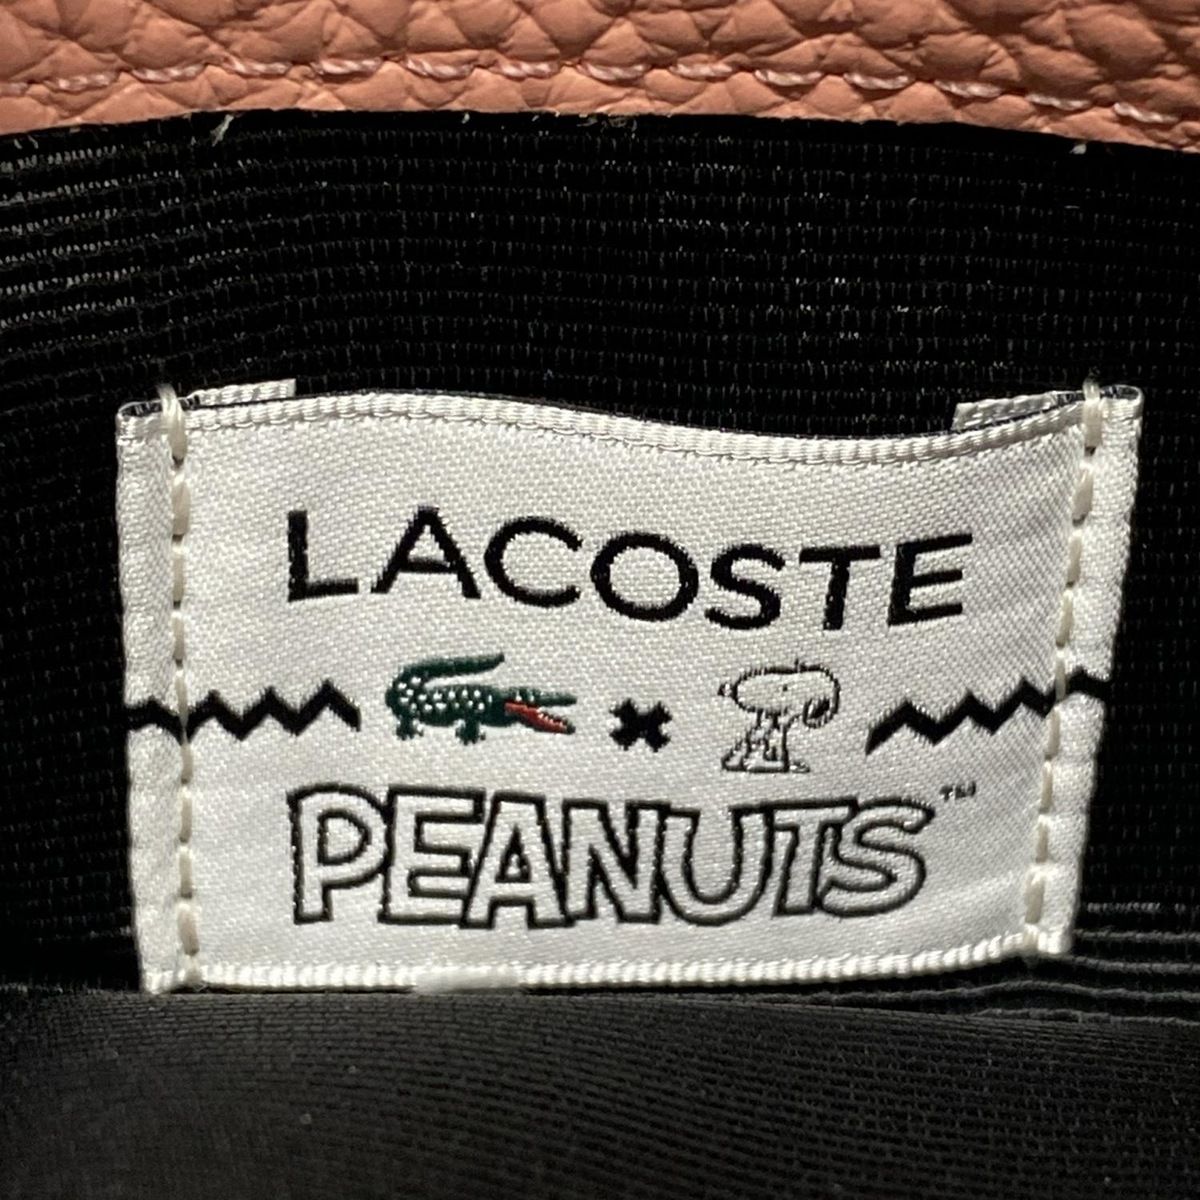 LACOSTE
×
PEANUTS™